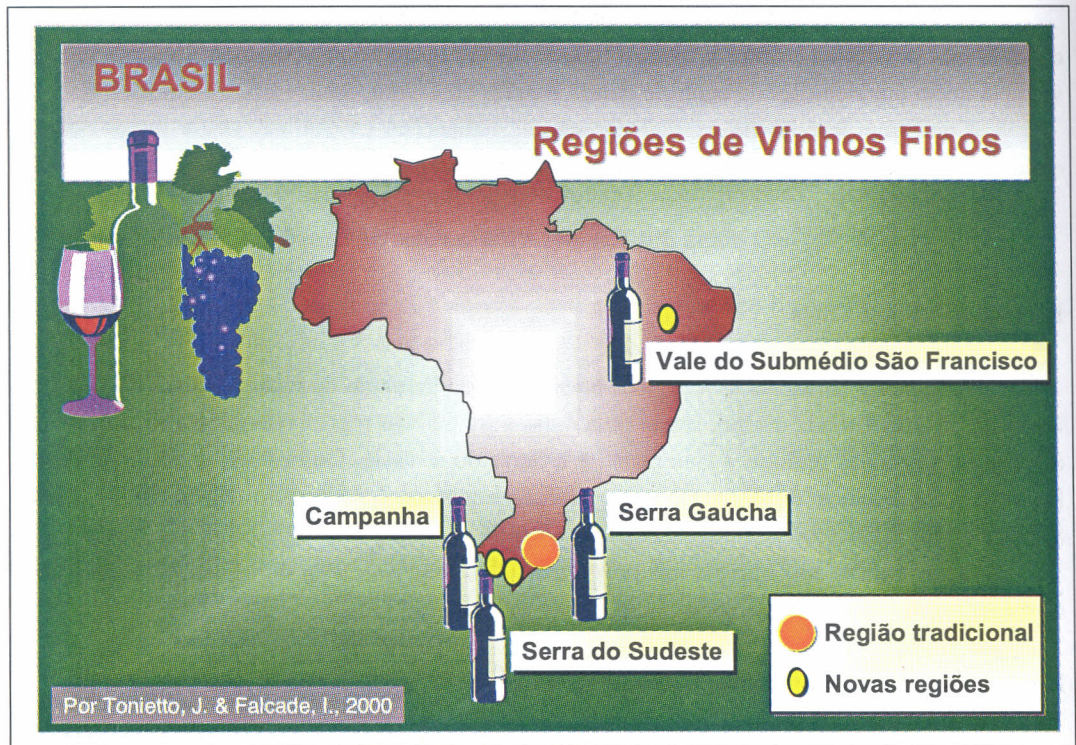 BRASIL
Regiões de Vinhos Finos
Vale do Submédio São Francisco
Campanha
Serra Gaúcha
Serra do Sudeste
Região tradicional
Novas regiões
Por Tonietto, J. & Falcade, I., 2000